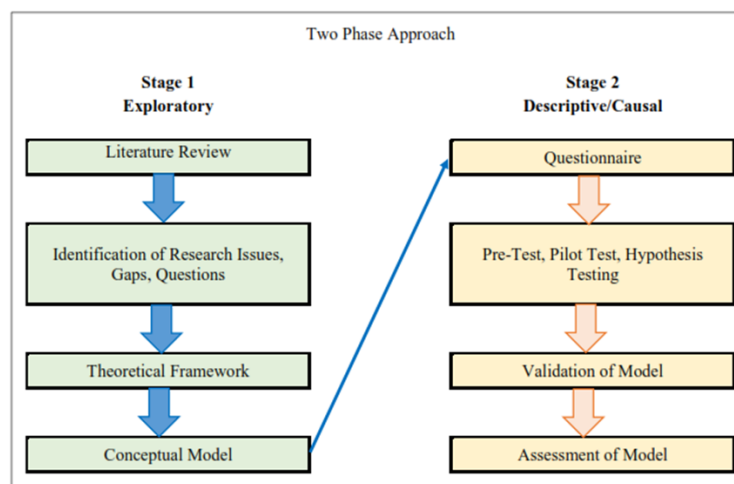 Two Phase Approach
Stage 1
Exploratory
Literature Review
Identification of Research Issues,
Gaps, Questions
Theoretical Framework
Conceptual Model
Stage 2
Descriptive/Causal
Questionnaire
Pre-Test, Pilot Test, Hypothesis
Testing
Validation of Model
Assessment of Model